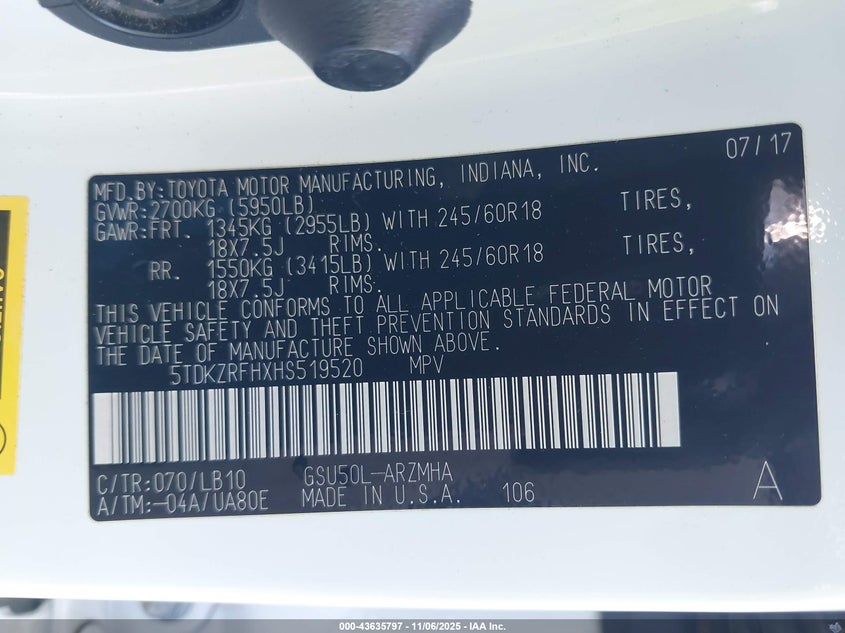 07/17
MFD.BY:TOYOTA MOTOR MANUFACTURING, INDIANA, INC.
GVWR:2700KG (5950LB)
GAWR:FRT. 1345KG (2955LB) WITH 245/60R18 TIRES,
18X7.5J RIMS.
RR. 1550KG (3415LB) WITH 245/60R18 TIRES,
18X7.5J RIMS.
THIS VEHICLE CONFORMS TO ALL APPLICABLE FEDERAL MOTOR
VEHICLE SAFETY AND THEFT PREVENTION STANDARDS IN EFFECT ON
THE DATE OF MANUFACTURE SHOWN ABOVE.
5TDKZRFHXHS519520 MPV
C/TR:070/LB10 GSU50L-ARZMHA
A/TM:-04A/UA80E MADE IN U.S.A. 106 A
000-43635797 - 11/06/2025 - IAA Inc.